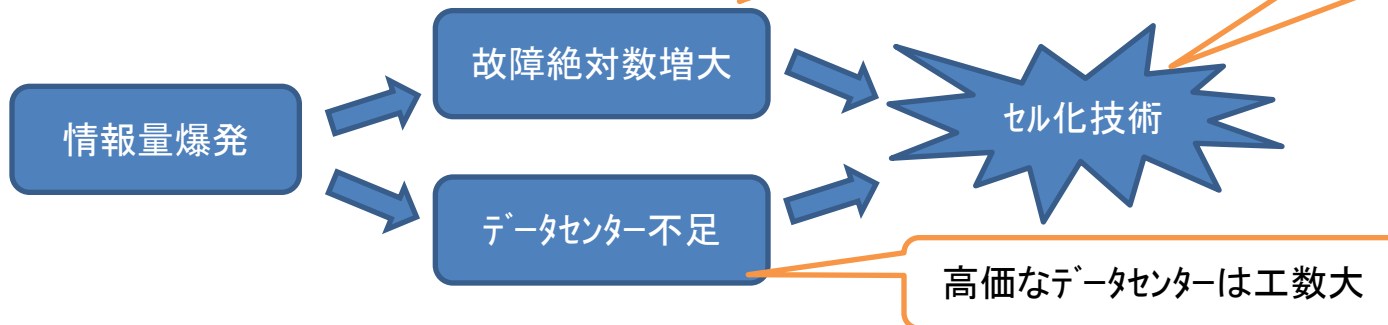 情報量爆発
故障絶対数増大
ﾃﾞｰﾀｾﾝﾀｰ不足
ｾﾙ化技術
高価なﾃﾞｰﾀｾﾝﾀｰは工数大